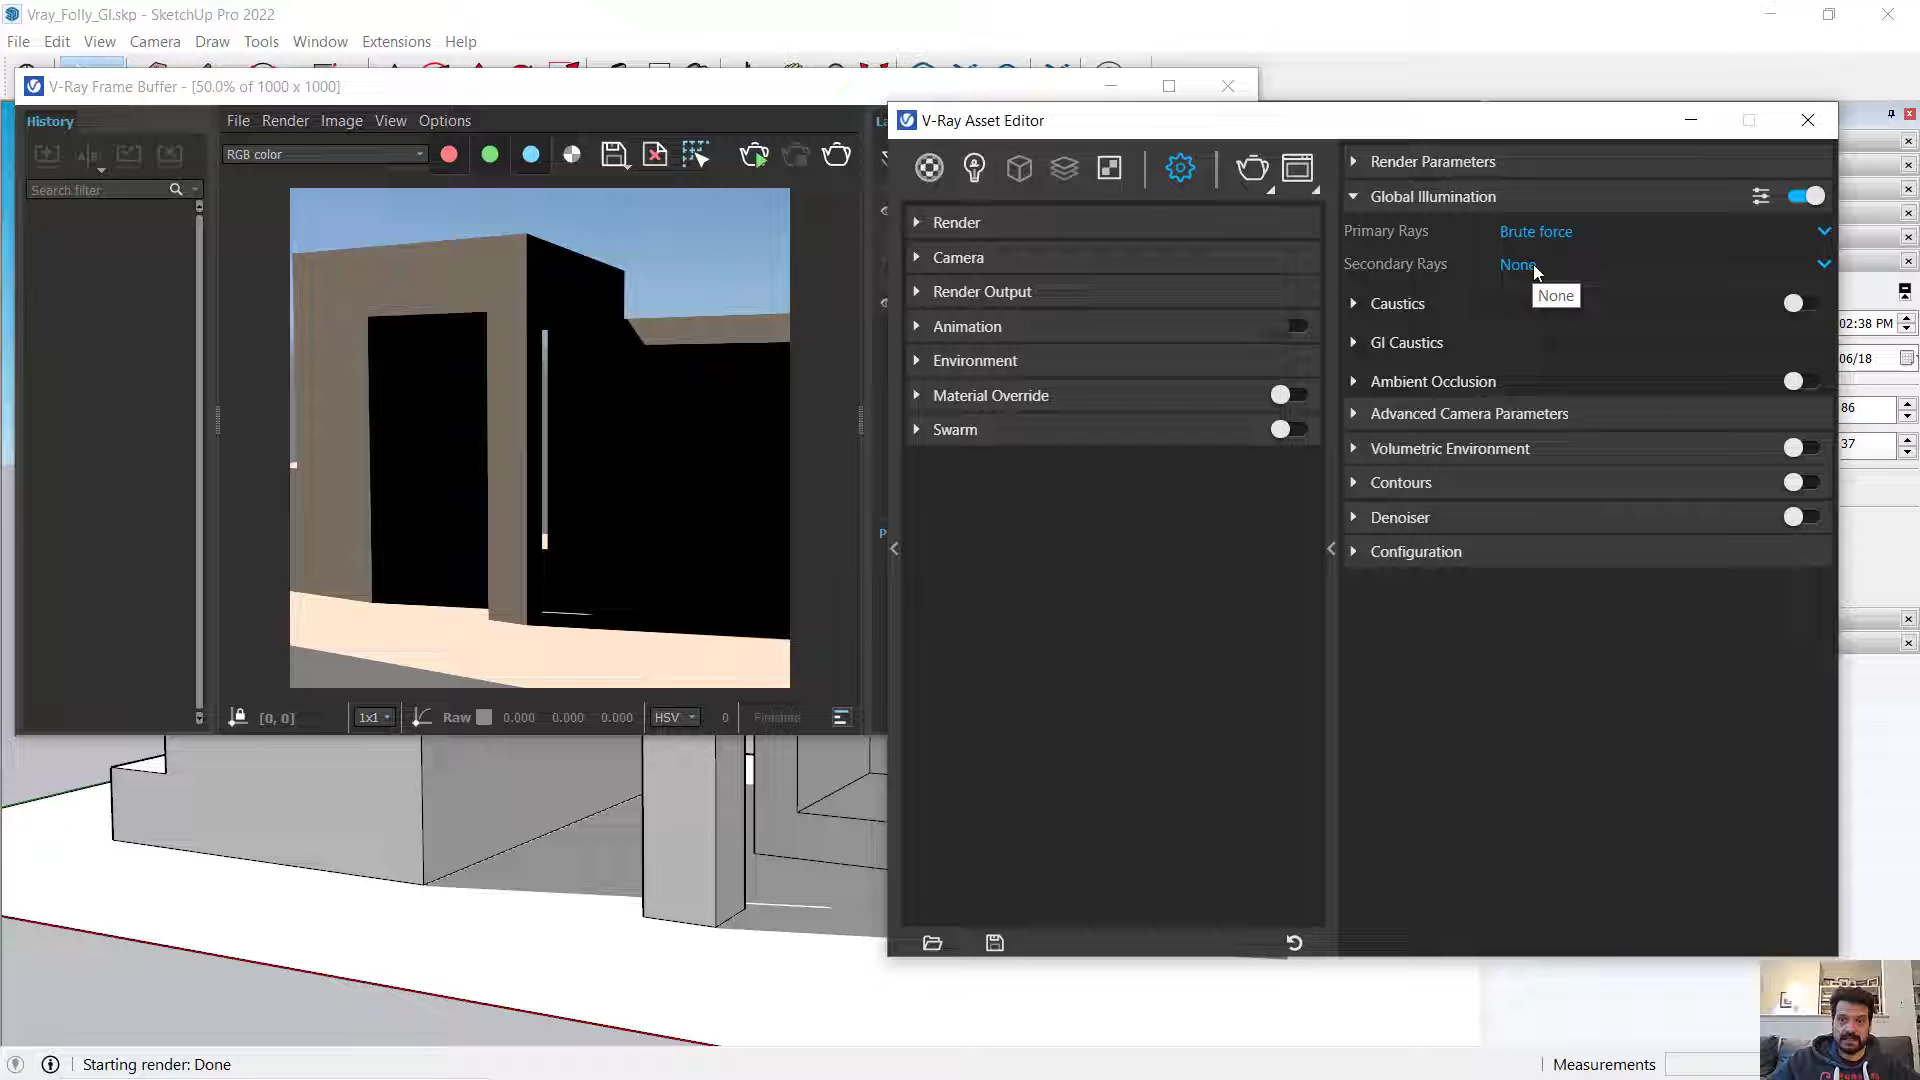 Vray_Folly_GI.skp - SketchUp Pro 2022
File Edit View Camera Draw Tools Window Extensions Help
V-Ray Frame Buffer - [50.0% of 1000 x 1000]
History
File Render Image View Options
RGB color
Search filter
[0, 0]
1x1
Raw
0.000 0.000 0.000
HSV
0
Finished
V-Ray Asset Editor
Render
Camera
Render Output
Animation
Environment
Material Override
Swarm
Render Parameters
Global Illumination
Primary Rays Brute force
Secondary Rays None
None
Caustics
GI Caustics
Ambient Occlusion
Advanced Camera Parameters
Volumetric Environment
Contours
Denoiser
Configuration
02:38 PM
06/18
86
37
Starting render: Done
Measurements